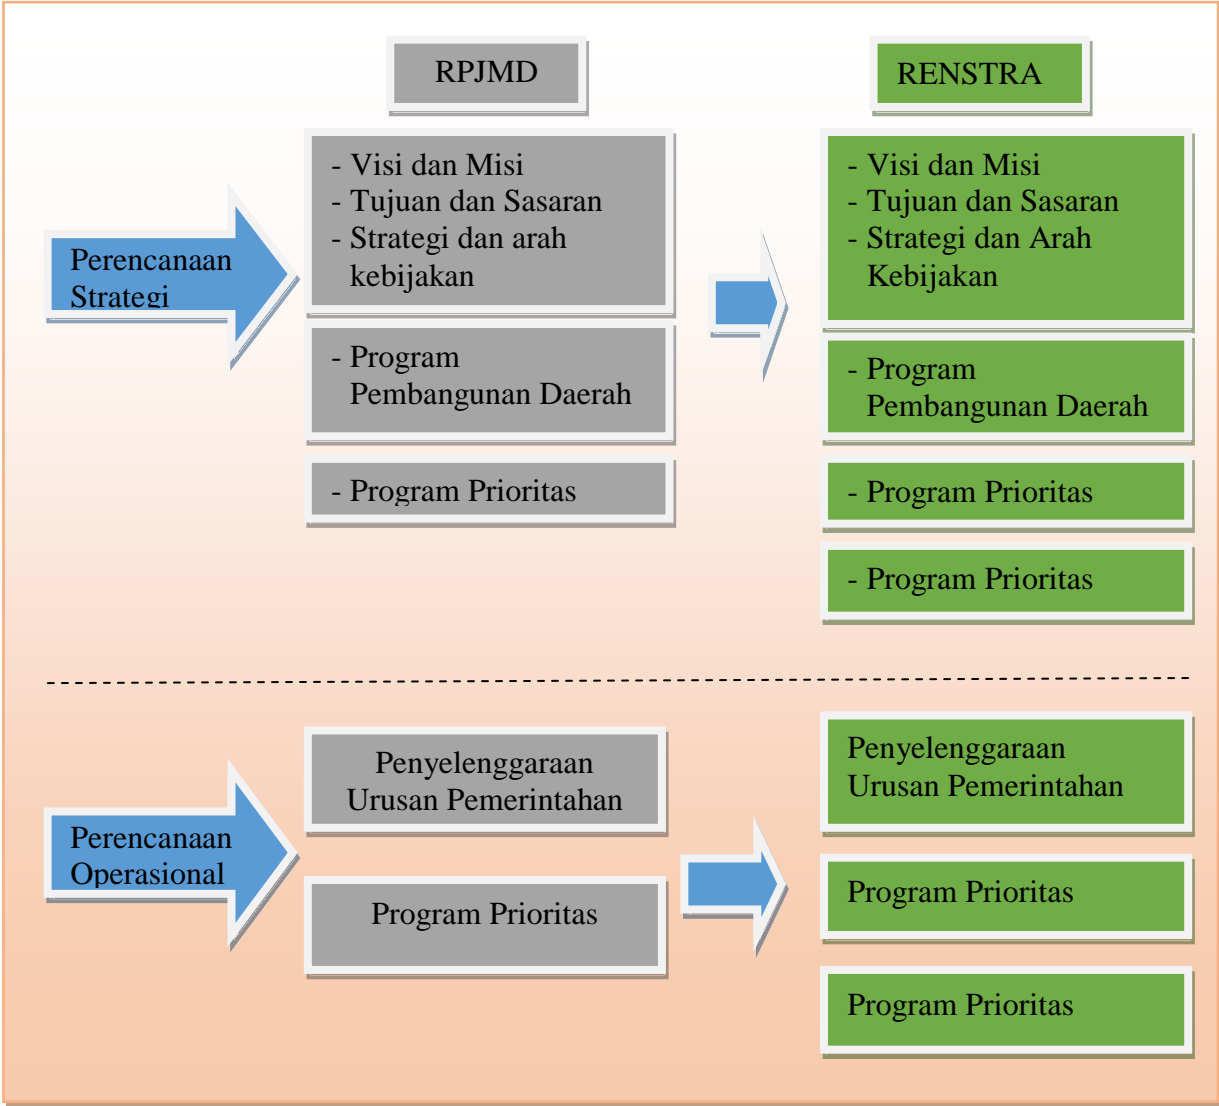 RPJMD
RENSTRA
Perencanaan
Strategi
- Visi dan Misi
- Tujuan dan Sasaran
- Strategi dan arah
kebijakan
- Program
Pembangunan Daerah
- Program Prioritas
- Visi dan Misi
- Tujuan dan Sasaran
- Strategi dan Arah
Kebijakan
- Program
Pembangunan Daerah
- Program Prioritas
- Program Prioritas
Perencanaan
Operasional
Penyelenggaraan
Urusan Pemerintahan
Program Prioritas
Penyelenggaraan
Urusan Pemerintahan
Program Prioritas
Program Prioritas